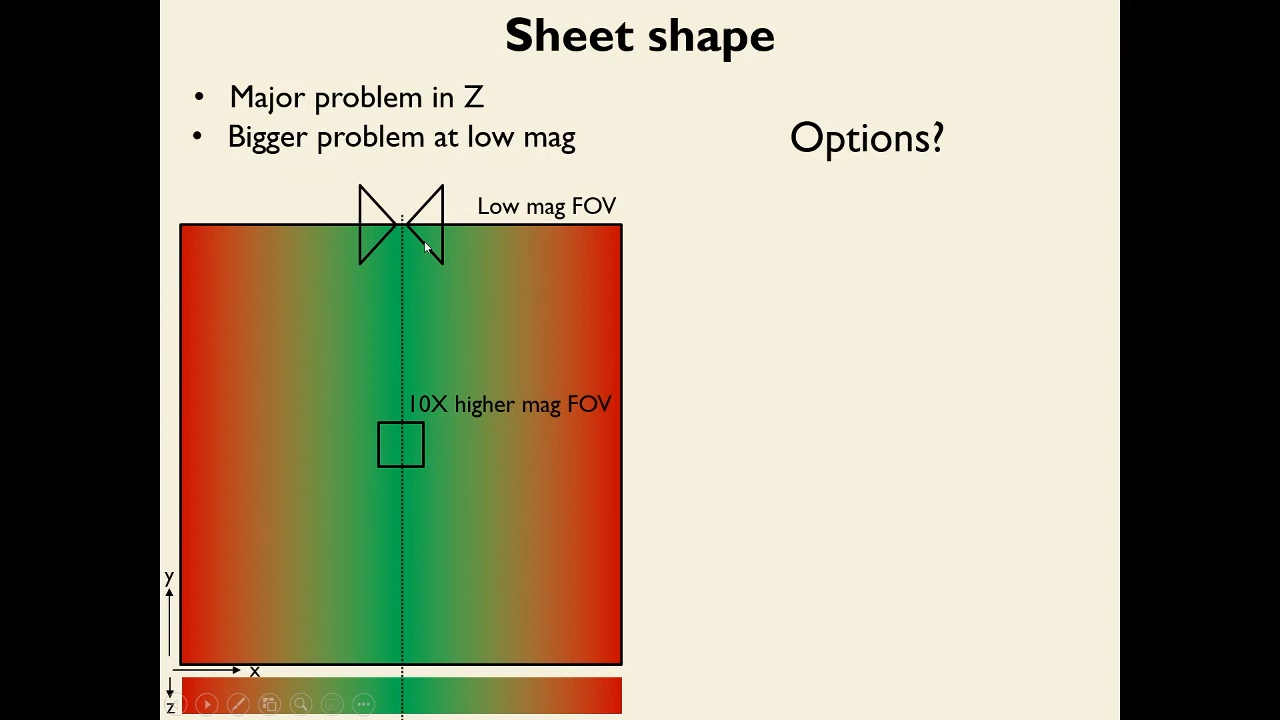 Sheet shape
• Major problem in Z
• Bigger problem at low mag
Options?
Low mag FOV
10X higher mag FOV
y
x
z